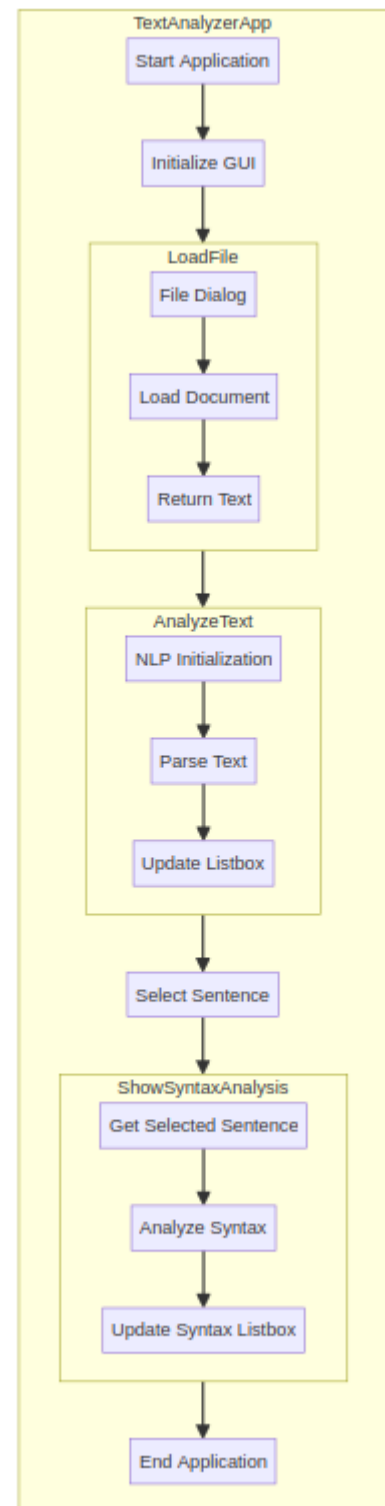 TextAnalyzerApp
Start Application
Initialize GUI
LoadFile
File Dialog
Load Document
Return Text
AnalyzeText
NLP Initialization
Parse Text
Update Listbox
Select Sentence
ShowSyntaxAnalysis
Get Selected Sentence
Analyze Syntax
Update Syntax Listbox
End Application